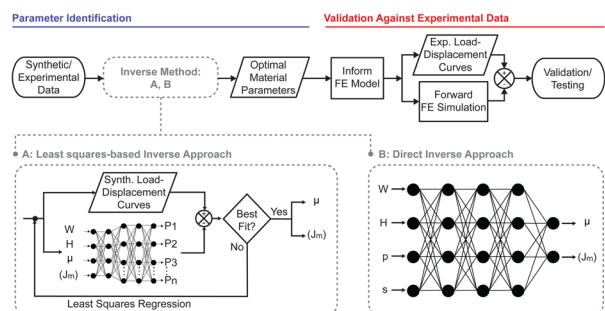 Parameter Identification
Validation Against Experimental Data
Synthetic/
Experimental
Data
Inverse Method:
A, B
Optimal
Material
Parameters
Inform
FE Model
Exp. Load-
Displacement
Curves
Forward
FE Simulation
Validation/
Testing
A: Least squares-based Inverse Approach
Synth. Load-
Displacement
Curves
W
H
μ
(Jm)
P1
P2
P3
Pn
Best
Fit?
Yes
No
μ
(Jm)
Least Squares Regression
B: Direct Inverse Approach
W
H
p
s
μ
(Jm)